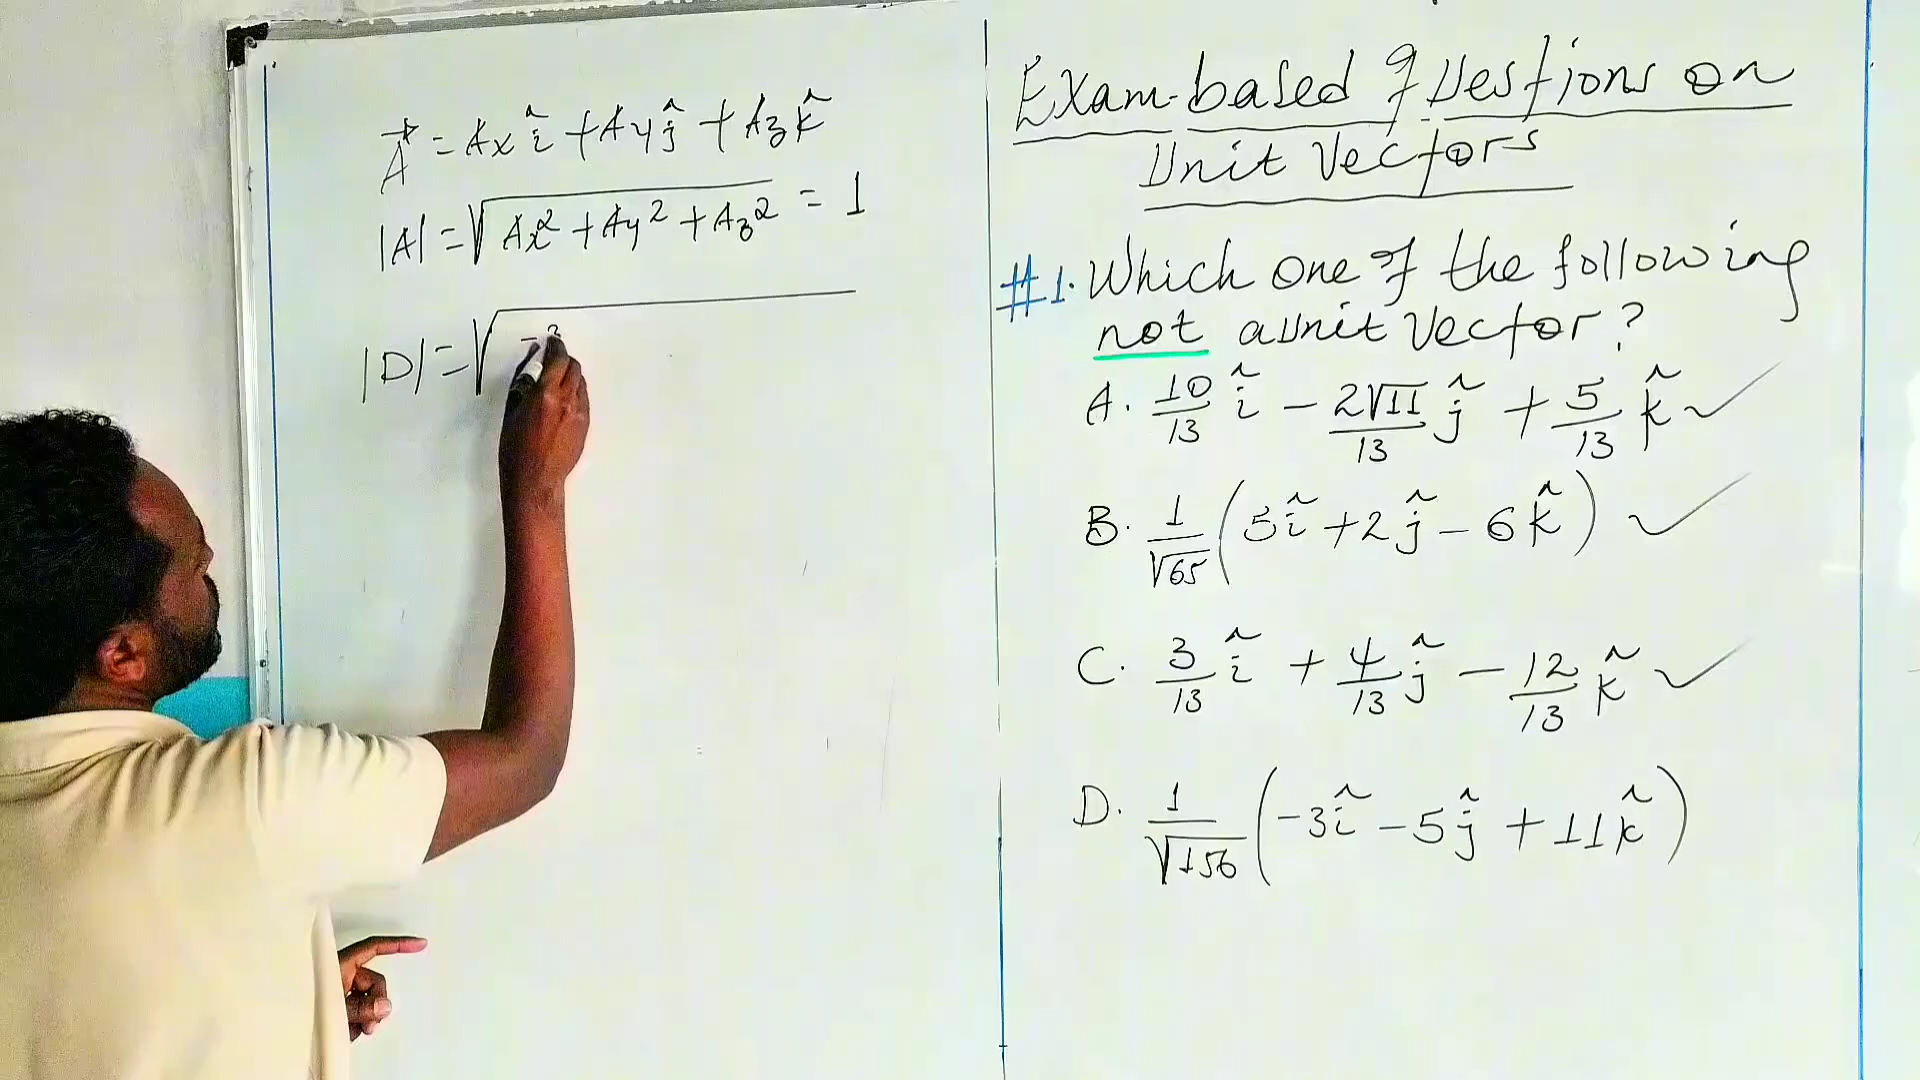 A⃗ = Ax î + Ay ĵ + Az k̂
|A| = √(Ax² + Ay² + Az²) = 1
|D| = √(-3
Exam-based questions on
Unit Vectors
#1. Which one of the following
not a unit Vector?
A. 10/13 î - 2√11/13 ĵ + 5/13 k̂ ✓
B. 1/√65 (5î + 2ĵ - 6k̂) ✓
C. 3/13 î + 4/13 ĵ - 12/13 k̂ ✓
D. 1/√156 (-3î - 5ĵ + 11k̂)